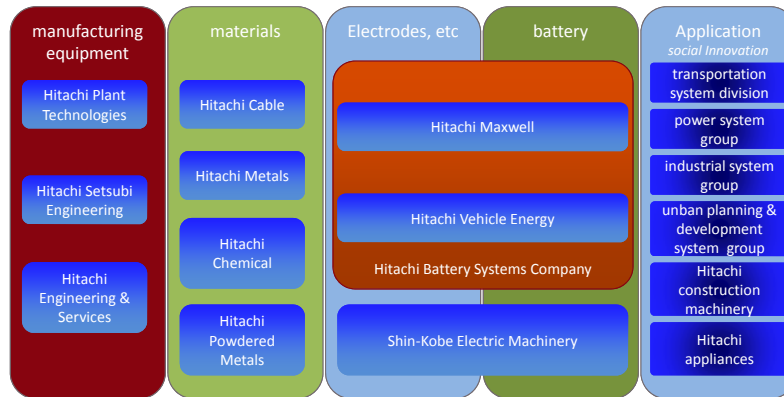 manufacturing
equipment
Hitachi Plant
Technologies
Hitachi Setsubi
Engineering
Hitachi
Engineering &
Services
materials
Hitachi Cable
Hitachi Metals
Hitachi
Chemical
Hitachi
Powdered
Metals
Electrodes, etc
battery
Hitachi Maxwell
Hitachi Vehicle Energy
Hitachi Battery Systems Company
Shin-Kobe Electric Machinery
Application
social Innovation
transportation
system division
power system
group
industrial system
group
unban planning &
development
system group
Hitachi
construction
machinery
Hitachi
appliances